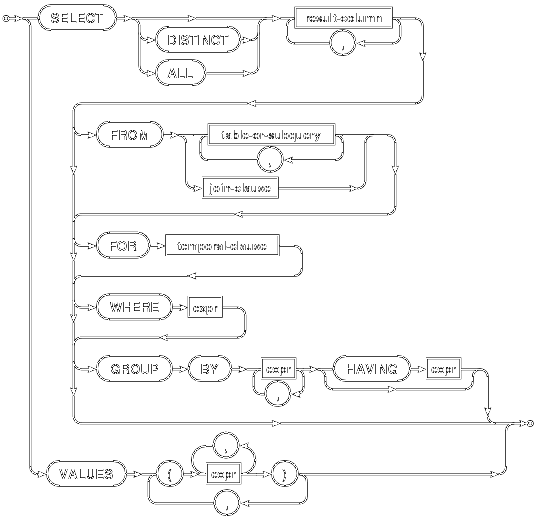 SELECT result-column
DISTINCT ,
ALL
FROM table-or-subquery
,
join-clause
FOR temporal-clause
WHERE expr
GROUP BY expr HAVING expr
,
,
VALUES ( expr )
,